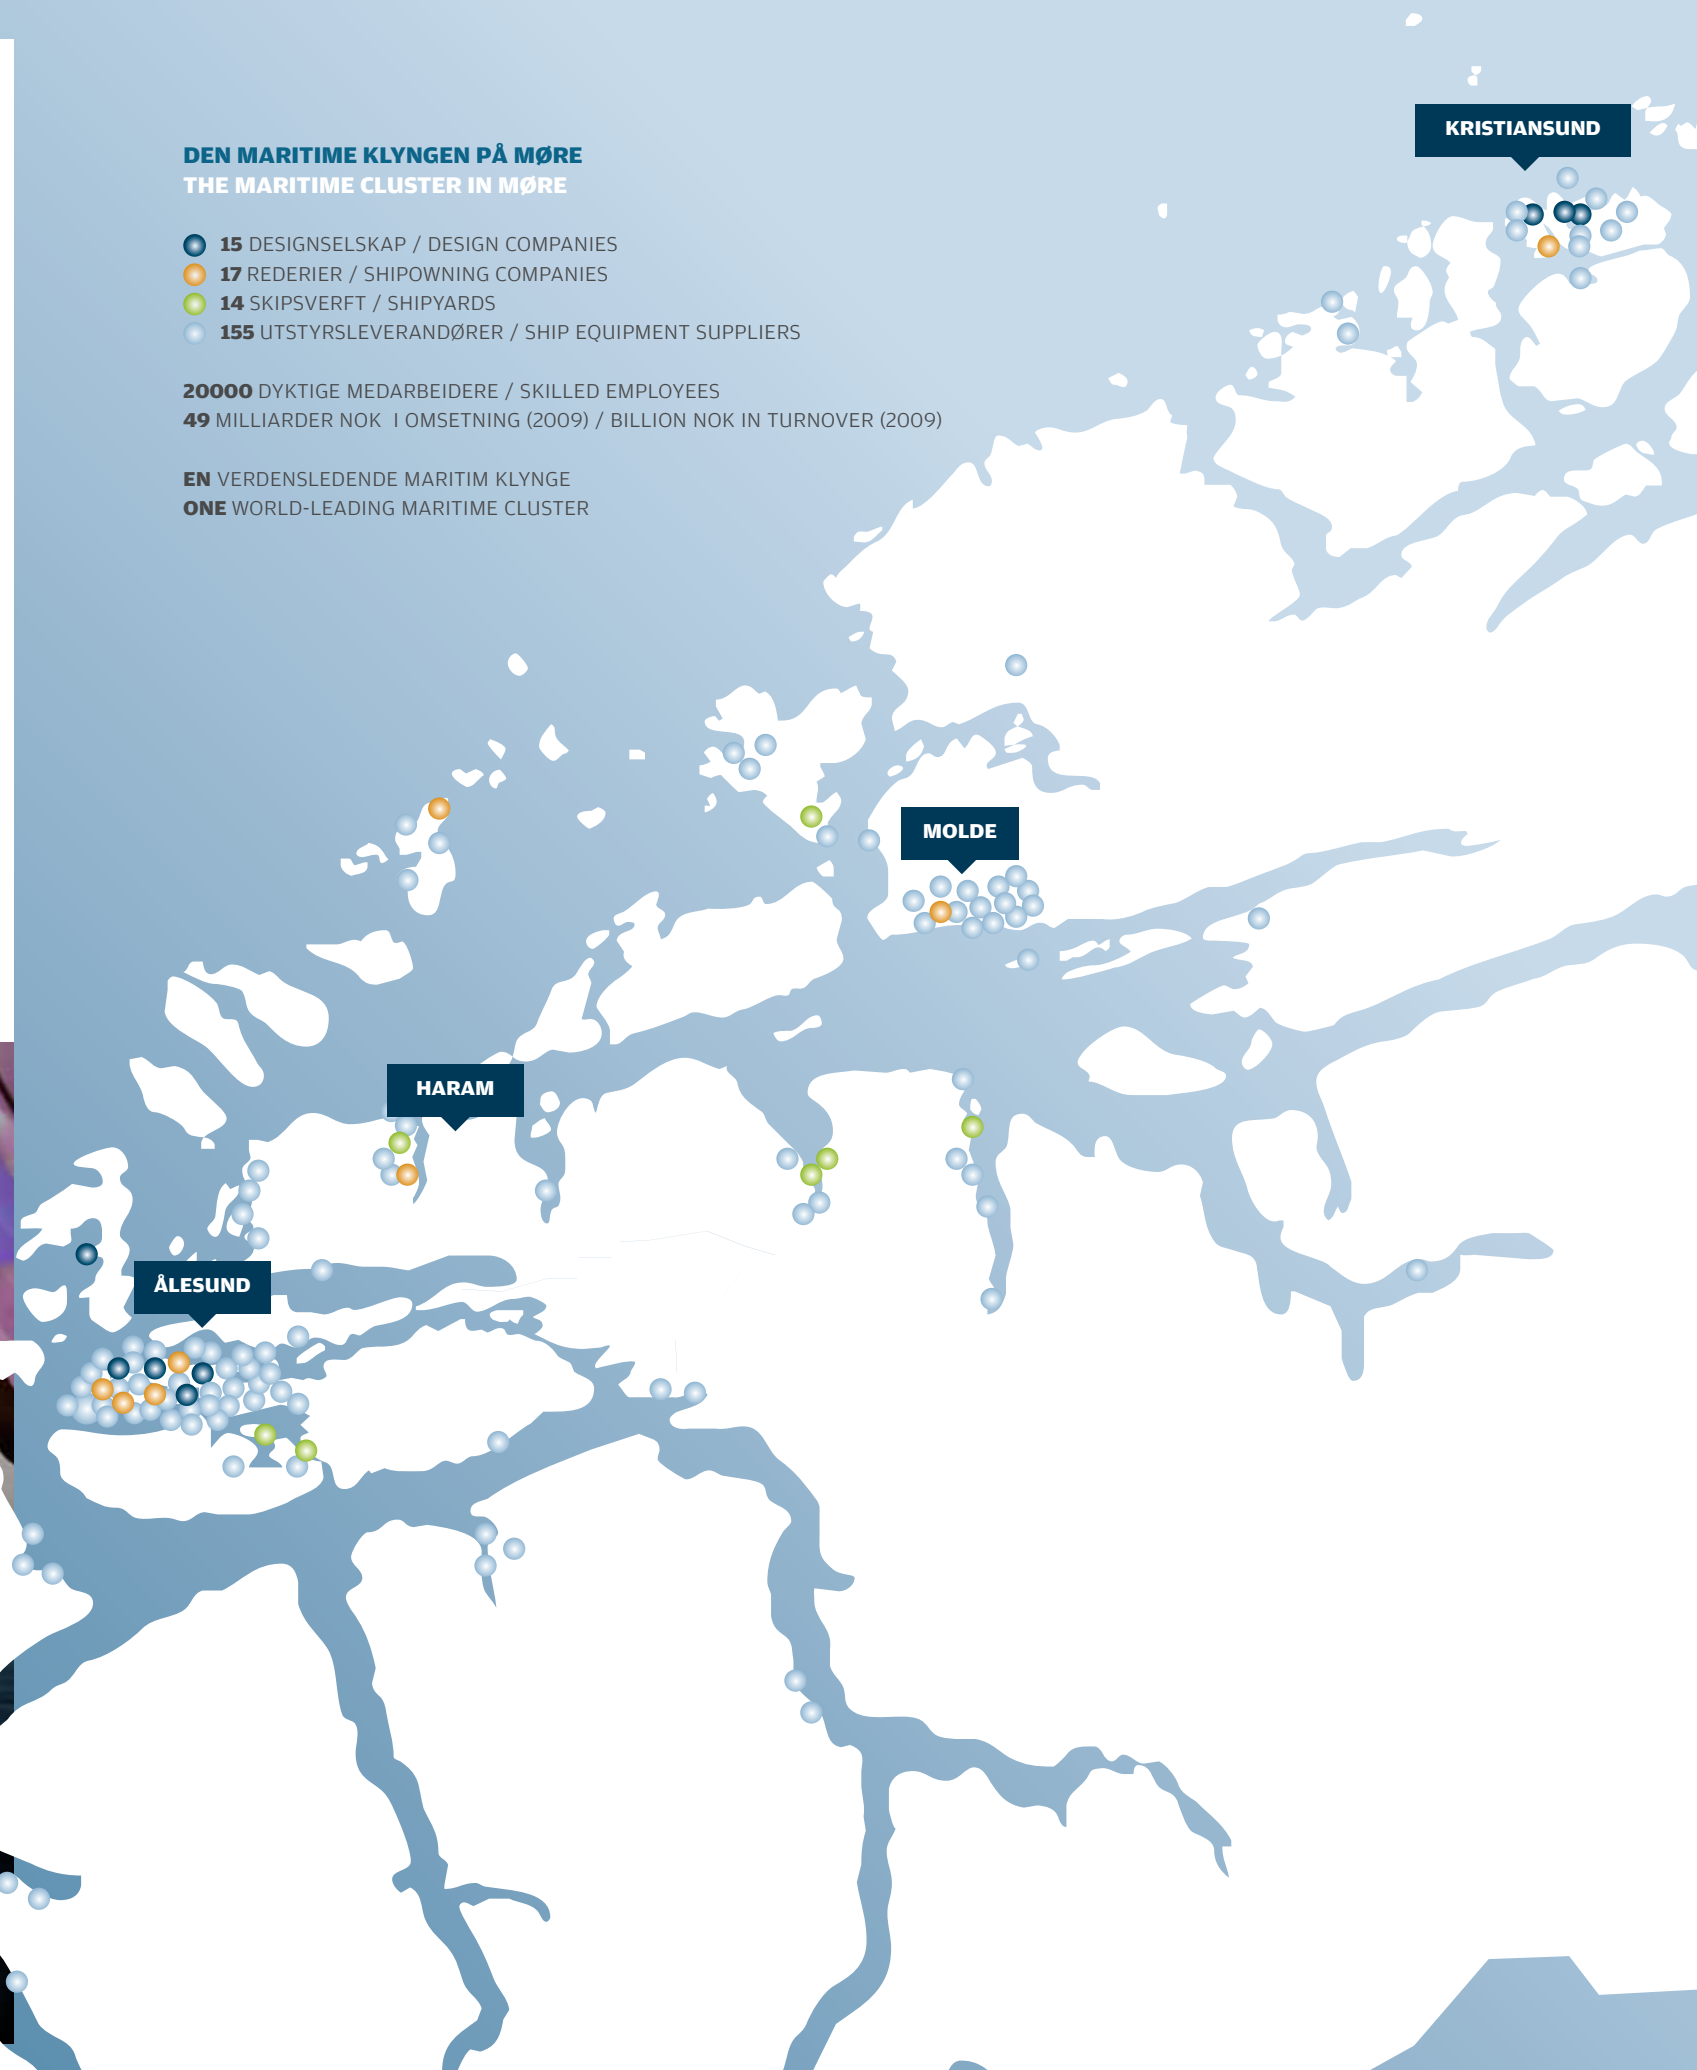 DEN MARITIME KLYNGEN PÅ MØRE
THE MARITIME CLUSTER IN MØRE
15 DESIGNSELSKAP / DESIGN COMPANIES
17 REDERIER / SHIPOWNING COMPANIES
14 SKIPSVERFT / SHIPYARDS
155 UTSTYRSLEVERANDØRER / SHIP EQUIPMENT SUPPLIERS
20000 DYKTIGE MEDARBEIDERE / SKILLED EMPLOYEES
49 MILLIARDER NOK I OMSETNING (2009) / BILLION NOK IN TURNOVER (2009)
EN VERDENSLEDENDE MARITIM KLYNGE
ONE WORLD-LEADING MARITIME CLUSTER
KRISTIANSUND
MOLDE
HARAM
ÅLESUND